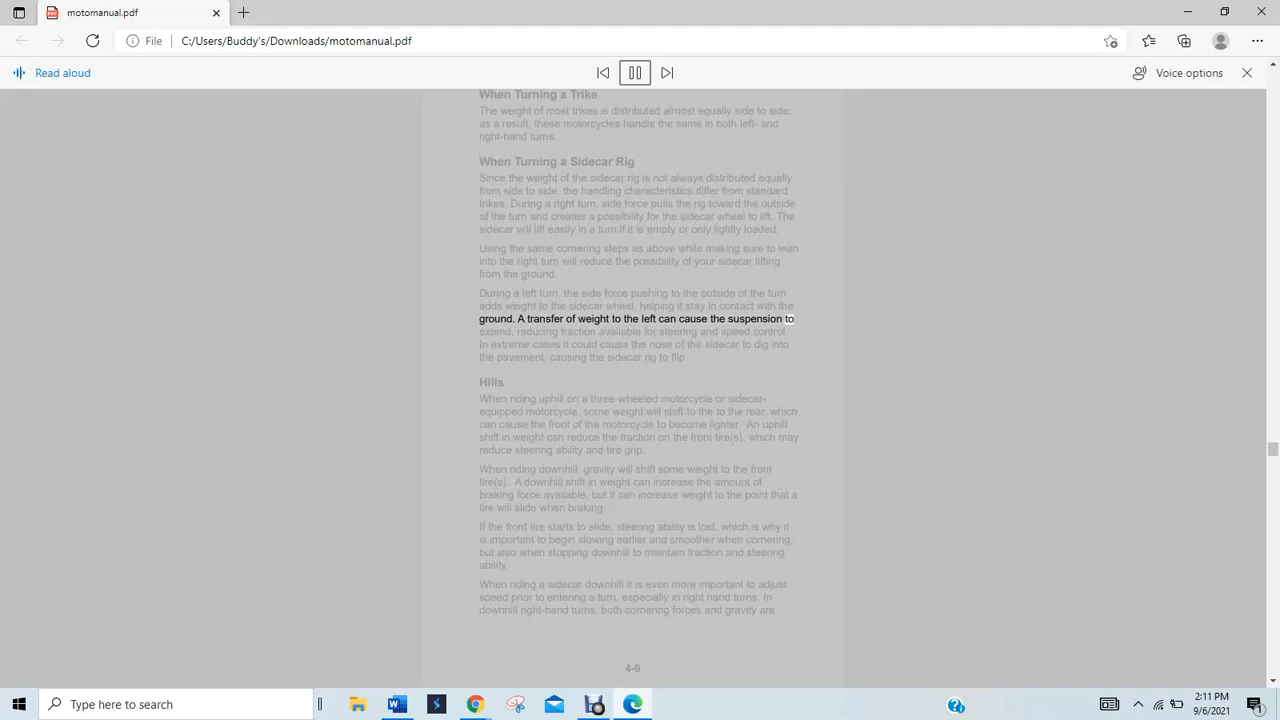 motomanual.pdf
File
C:/Users/Buddy's/Downloads/motomanual.pdf
Read aloud
Voice options
When Turning a Trike
The weight of most trikes is distributed almost equally side to side;
as a result, these motorcycles handle the same in both left- and
right-hand turns.
When Turning a Sidecar Rig
Since the weight of the sidecar rig is not always distributed equally
from side to side, the handling characteristics differ from standard
trikes. During a right turn, side force pulls the rig toward the outside
of the turn and creates a possibility for the sidecar wheel to lift. The
sidecar will lift easily in a turn if it is empty or only lightly loaded.
Using the same cornering steps as above while making sure to lean
into the right turn will reduce the possibility of your sidecar lifting
from the ground.
During a left turn, the side force pushing to the outside of the turn
adds weight to the sidecar wheel, helping it stay in contact with the
ground. A transfer of weight to the left can cause the suspension to
extend, reducing traction available for steering and speed control.
In extreme cases it could cause the nose of the sidecar to dig into
the pavement, causing the sidecar rig to flip
Hills
When riding uphill on a three-wheeled motorcycle or sidecar-
equipped motorcycle, some weight will shift to the to the rear, which
can cause the front of the motorcycle to become lighter. An uphill
shift in weight can reduce the traction on the front tire(s), which may
reduce steering ability and tire grip.
When riding downhill, gravity will shift some weight to the front
tire(s). A downhill shift in weight can increase the amount of
braking force available, but it can increase weight to the point that a
tire will slide when braking
If the front tire starts to slide, steering ability is lost, which is why it
is important to begin slowing earlier and smoother when cornering,
but also when stopping downhill to maintain traction and steering
ability.
When riding a sidecar downhill it is even more important to adjust
speed prior to entering a turn, especially in right hand turns. In
downhill right-hand turns, both cornering forces and gravity are
4-9
Type here to search
2:11 PM
9/6/2021